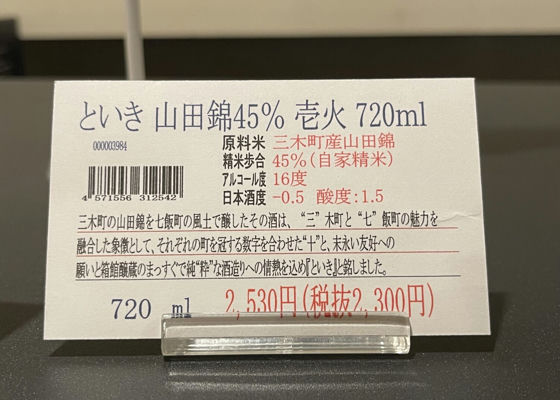 といき 山田錦45% 壱火 720ml
000003984
原料米 三木町産山田錦
精米歩合 45%(自家精米)
アルコール度 16度
4 571556 312542
日本酒度 -0.5 酸度:1.5
三木町の山田錦を七飯町の風土で醸したその酒は、“三”木町と“七”飯町の魅力を
融合した象徴として、それぞれの町を冠する数字を合わせた“十”と、末永い友好への
願いと箱館醸蔵のまっすぐで純“粋”な酒造りへの情熱を込め『といき』と銘しました。
720 ml 2,530円(税抜2,300円)